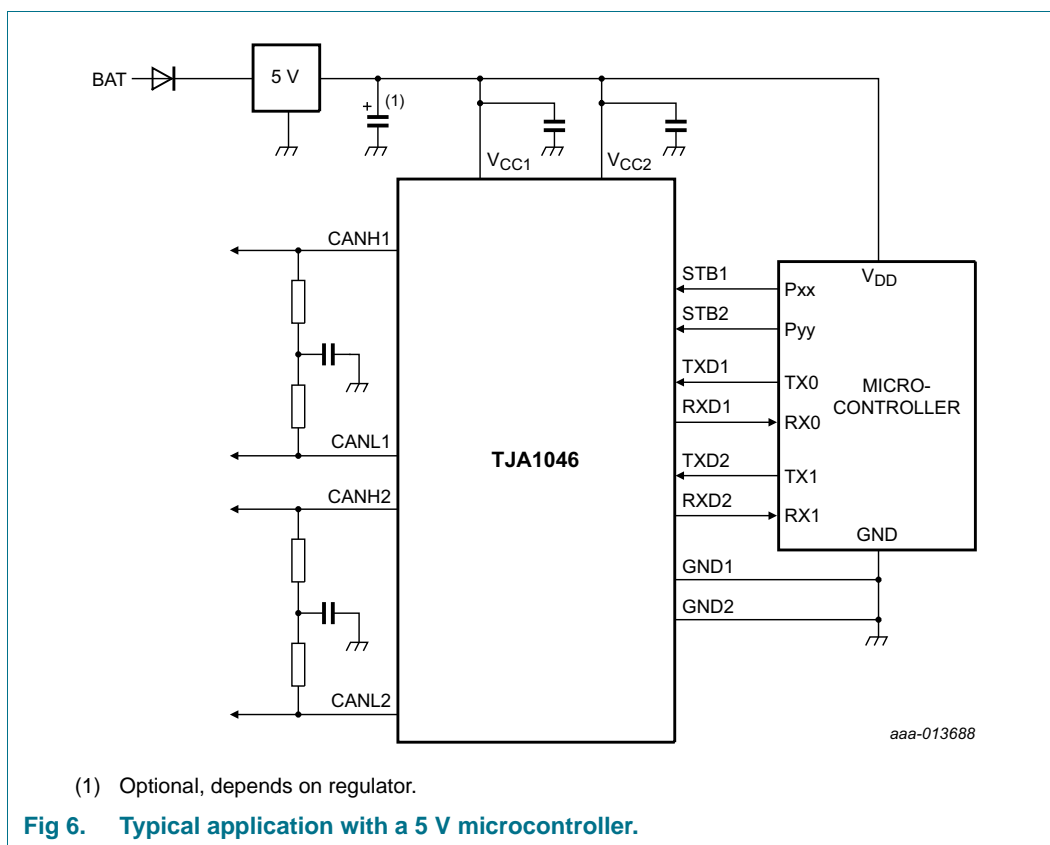 BAT
5 V
+ (1)
VCC1
VCC2
CANH1
CANL1
CANH2
CANL2
TJA1046
STB1
STB2
TXD1
RXD1
TXD2
RXD2
GND1
GND2
VDD
Pxx
Pyy
TX0
RX0
TX1
RX1
MICRO-
CONTROLLER
GND
aaa-013688
(1) Optional, depends on regulator.
Fig 6. Typical application with a 5 V microcontroller.